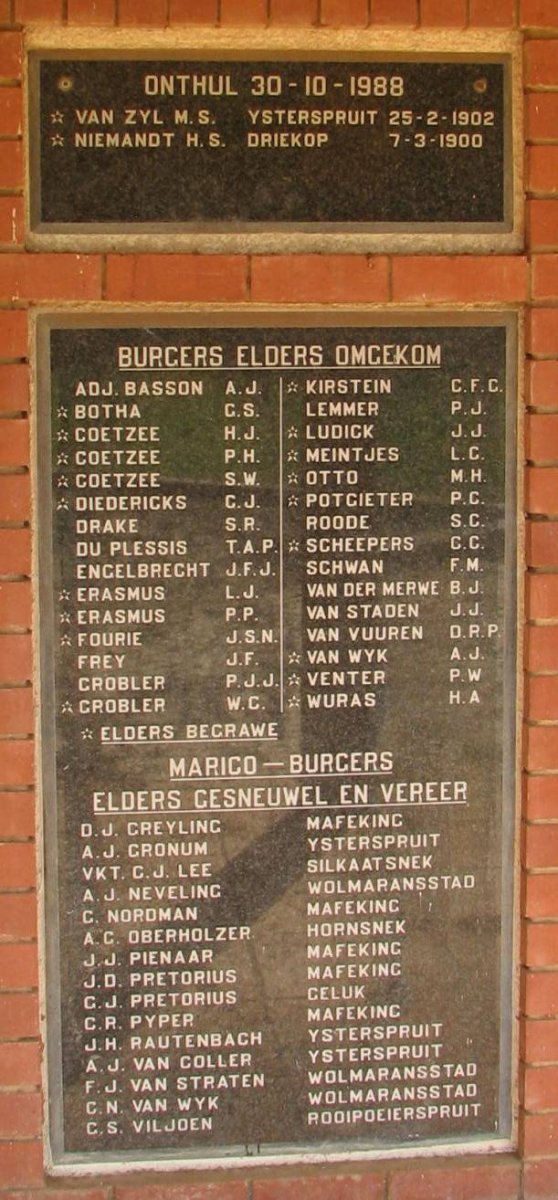 ONTHUL 30-10-1988
☆ VAN ZYL M.S. YSTERSPRUIT 25-2-1902
☆ NIEMANDT H.S. DRIEKOP 7-3-1900
BURGERS ELDERS OMGEKOM
ADJ. BASSON A.J.
☆ BOTHA C.S.
☆ COETZEE H.J.
☆ COETZEE P.H.
☆ COETZEE S.W.
☆ DIEDERICKS C.J.
DRAKE S.R.
DU PLESSIS T.A.P.
ENGELBRECHT J.F.J.
☆ ERASMUS L.J.
☆ ERASMUS P.P.
☆ FOURIE J.S.N.
FREY J.F.
GROBLER P.J.J.
☆ GROBLER W.C.
☆ KIRSTEIN C.F.C.
LEMMER P.J.
☆ LUDICK J.J.
☆ MEINTJES L.C.
☆ OTTO M.H.
☆ POTGIETER P.C.
ROODE S.C.
☆ SCHEEPERS C.C.
SCHWAN F.M.
VAN DER MERWE B.J.
VAN STADEN J.J.
VAN VUUREN D.R.P.
☆ VAN WYK A.J.
☆ VENTER P.W
☆ WURAS H.A
☆ ELDERS BEGRAWE
MARICO — BURGERS
ELDERS GESNEUWEL EN VEREER
D.J. GREYLING MAFEKING
A.J. GRONUM YSTERSPRUIT
VKT. C.J. LEE SILKAATSNEK
A.J. NEVELING WOLMARANSSTAD
C. NORDMAN MAFEKING
A.C. OBERHOLZER HORNSNEK
J.J. PIENAAR MAFEKING
J.D. PRETORIUS MAFEKING
C.J. PRETORIUS GELUK
C.R. PYPER MAFEKING
J.H. RAUTENBACH YSTERSPRUIT
A.J. VAN COLLER YSTERSPRUIT
F.J. VAN STRATEN WOLMARANSSTAD
C.N. VAN WYK WOLMARANSSTAD
C.S. VILJOEN ROOIPOEIERSPRUIT